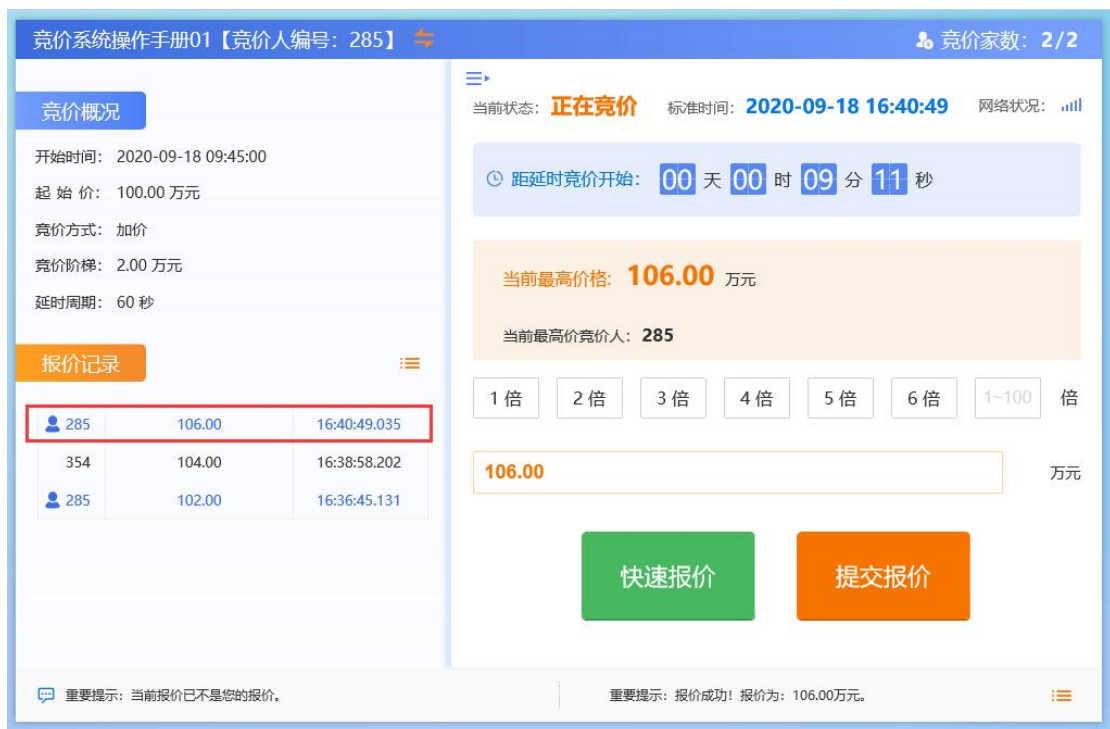 竞价系统操作手册01【竞价人编号：285】
竞价家数：2/2
竞价概况
开始时间： 2020-09-18 09:45:00
起 始 价： 100.00 万元
竞价方式： 加价
竞价阶梯： 2.00 万元
延时周期： 60 秒
报价记录
285 106.00 16:40:49.035
354 104.00 16:38:58.202
285 102.00 16:36:45.131
当前状态：正在竞价 标准时间：2020-09-18 16:40:49 网络状况：
距延时竞价开始： 00 天 00 时 09 分 11 秒
当前最高价格: 106.00 万元
当前最高价竞价人：285
1 倍 2 倍 3 倍 4 倍 5 倍 6 倍 1~100 倍
106.00 万元
快速报价 提交报价
重要提示：当前报价已不是您的报价。
重要提示：报价成功！报价为：106.00万元。